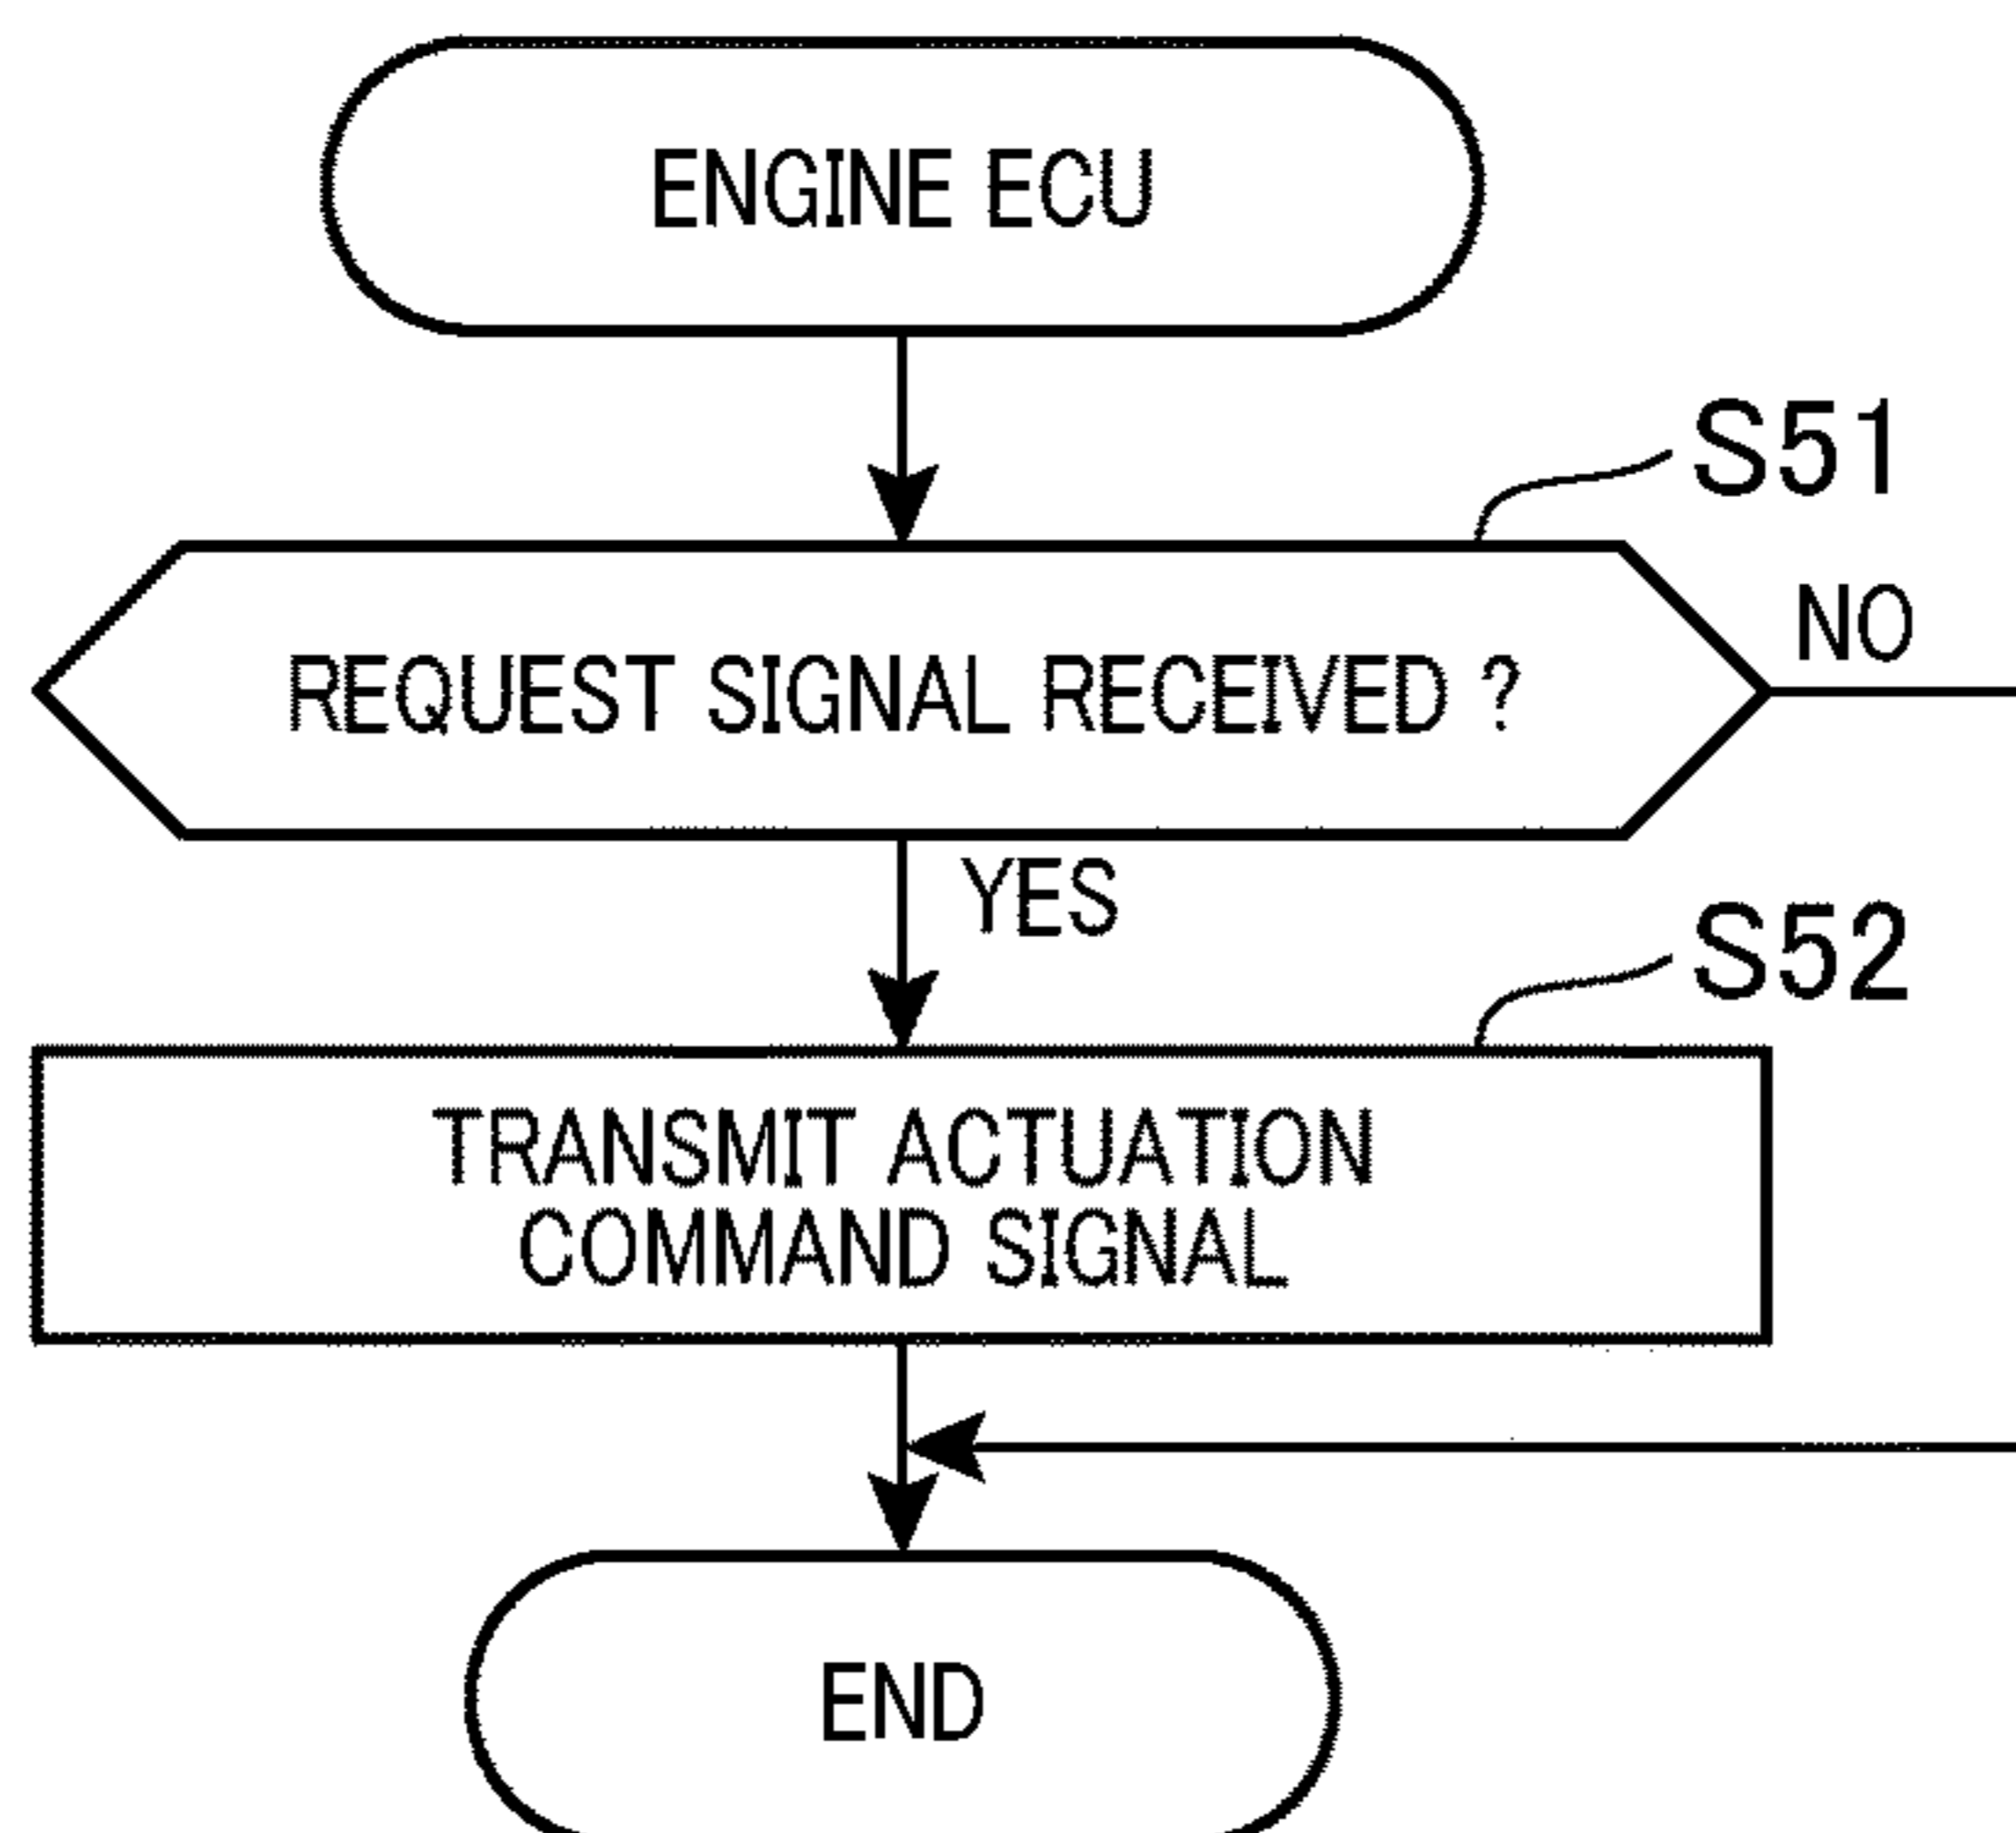 ENGINE ECU
S51
REQUEST SIGNAL RECEIVED ?
NO
YES
S52
TRANSMIT ACTUATION
COMMAND SIGNAL
END